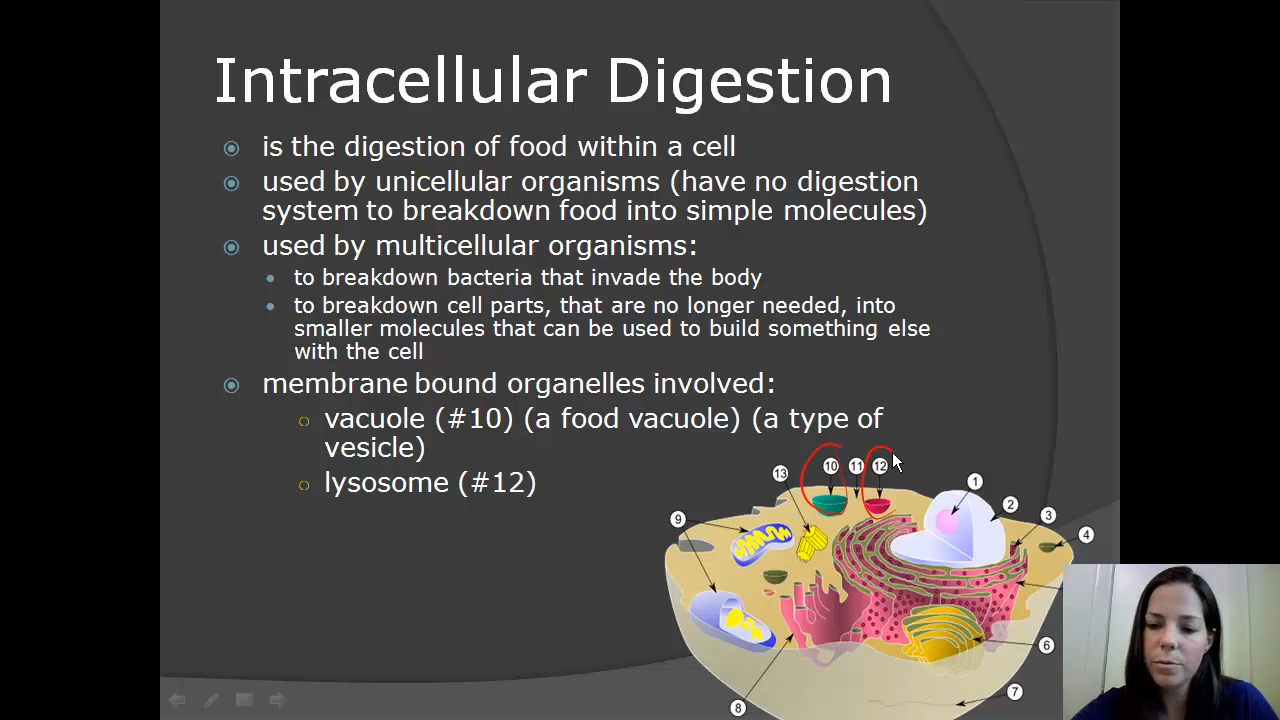 Intracellular Digestion
is the digestion of food within a cell
used by unicellular organisms (have no digestion
system to breakdown food into simple molecules)
used by multicellular organisms:
to breakdown bacteria that invade the body
to breakdown cell parts, that are no longer needed, into
smaller molecules that can be used to build something else
with the cell
membrane bound organelles involved:
vacuole (#10) (a food vacuole) (a type of
vesicle)
lysosome (#12)
13
10
11
12
1
2
3
4
9
6
7
8